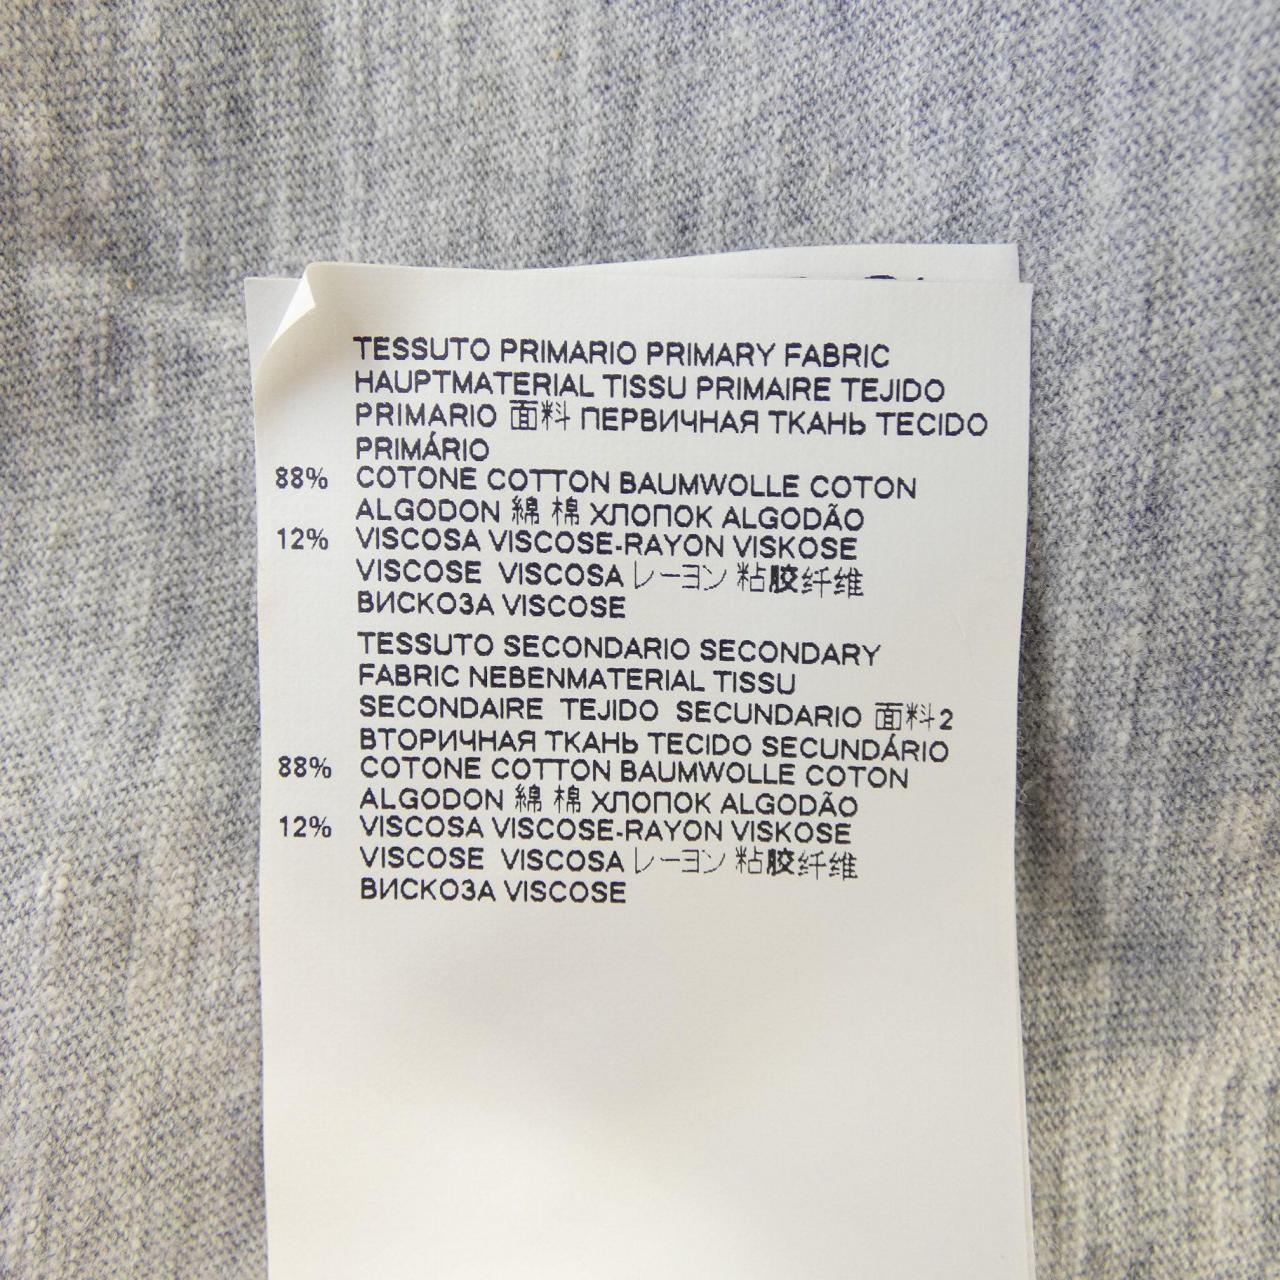 TESSUTO PRIMARIO PRIMARY FABRIC
HAUPTMATERIAL TISSU PRIMAIRE TEJIDO
PRIMARIO 面料 ПЕРВИЧНАЯ ТКАНЬ TECIDO
PRIMÁRIO
88% COTONE COTTON BAUMWOLLE COTON
ALGODON 綿 棉 ХЛОПОК ALGODÃO
12% VISCOSA VISCOSE-RAYON VISKOSE
VISCOSE VISCOSA レーヨン 粘胶纤维
ВИСКОЗА VISCOSE
TESSUTO SECONDARIO SECONDARY
FABRIC NEBENMATERIAL TISSU
SECONDAIRE TEJIDO SECUNDARIO 面料2
ВТОРИЧНАЯ ТКАНЬ TECIDO SECUNDÁRIO
88% COTONE COTTON BAUMWOLLE COTON
ALGODON 綿 棉 ХЛОПОК ALGODÃO
12% VISCOSA VISCOSE-RAYON VISKOSE
VISCOSE VISCOSA レーヨン 粘胶纤维
ВИСКОЗА VISCOSE